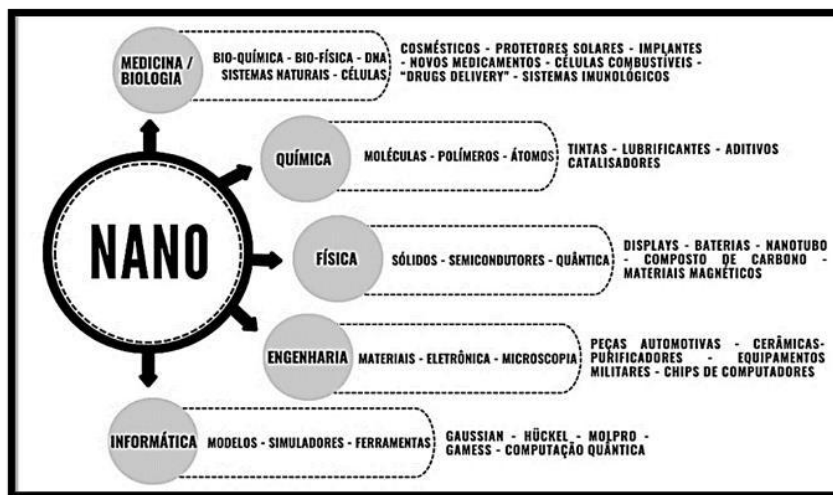 MEDICINA /
BIOLOGIA
BIO-QUÍMICA - BIO-FÍSICA - DNA
SISTEMAS NATURAIS - CÉLULAS
COSMÉSTICOS - PROTETORES SOLARES - IMPLANTES
- NOVOS MEDICAMENTOS - CÉLULAS COMBUSTÍVEIS -
"DRUGS DELIVERY" - SISTEMAS IMUNOLÓGICOS
QUÍMICA
MOLÉCULAS - POLÍMEROS - ÁTOMOS
TINTAS - LUBRIFICANTES - ADITIVOS
CATALISADORES
NANO
FÍSICA
SÓLIDOS - SEMICONDUTORES - QUÂNTICA
DISPLAYS - BATERIAS - NANOTUBO
- COMPOSTO DE CARBONO -
MATERIAIS MAGNÉTICOS
ENGENHARIA
MATERIAIS - ELETRÔNICA - MICROSCOPIA
PEÇAS AUTOMOTIVAS - CERÂMICAS-
PURIFICADORES - EQUIPAMENTOS
MILITARES - CHIPS DE COMPUTADORES
INFORMÁTICA
MODELOS - SIMULADORES - FERRAMENTAS
GAUSSIAN - HÜCKEL - MOLPRO -
GAMESS - COMPUTAÇÃO QUÂNTICA